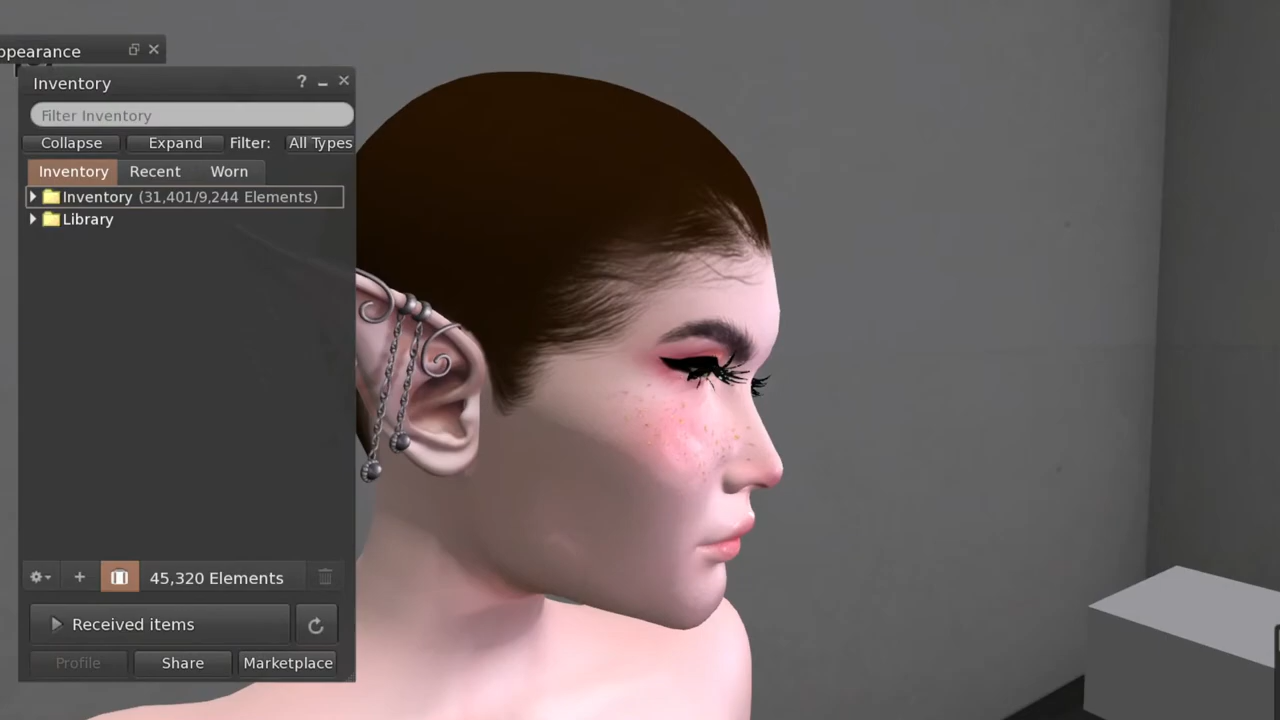 ppearance
Inventory ?
Filter Inventory
Collapse Expand Filter: All Types
Inventory Recent Worn
Inventory (31,401/9,244 Elements)
Library
45,320 Elements
Received items
Profile Share Marketplace